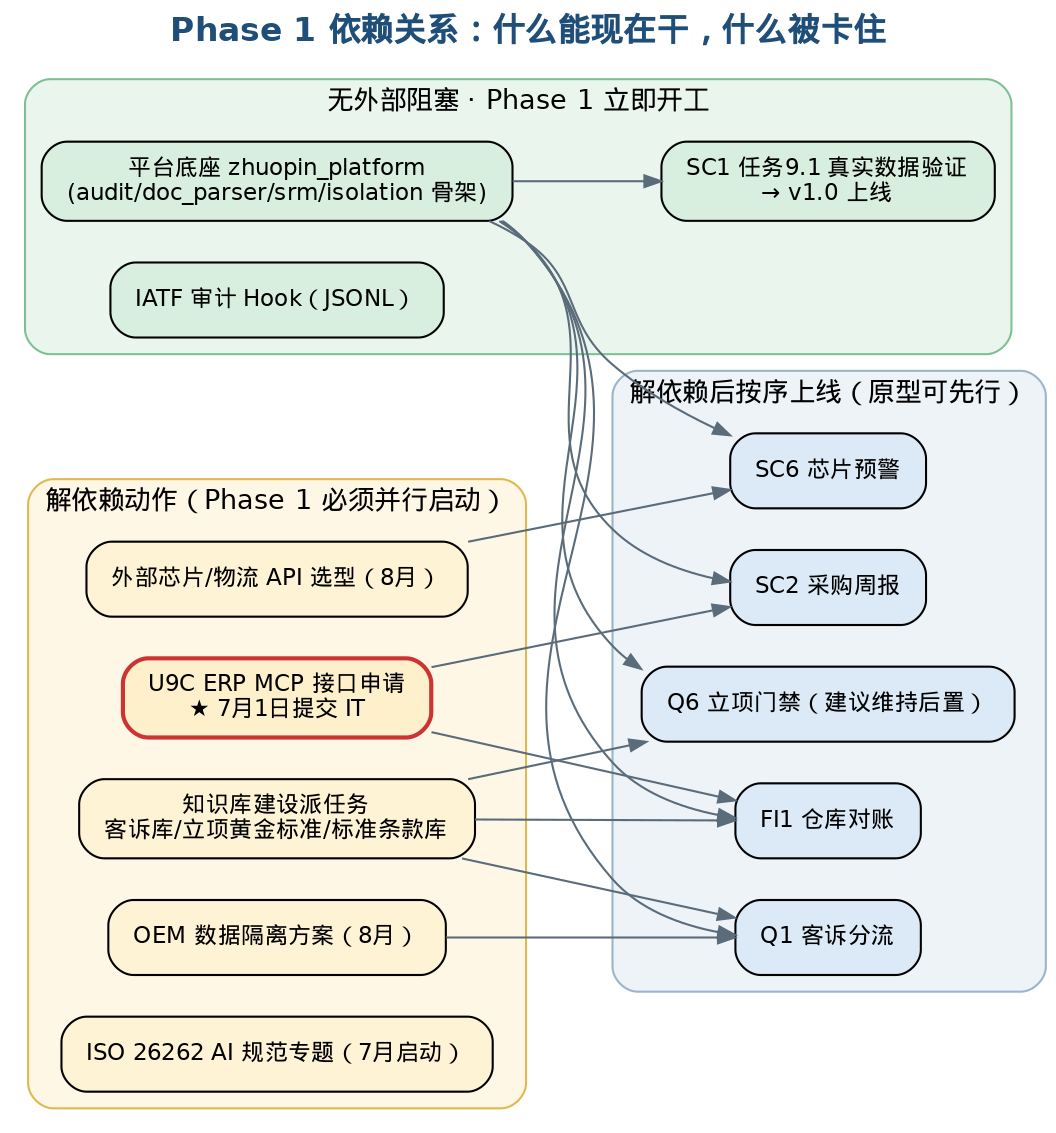 Phase 1 依赖关系：什么能现在干，什么被卡住
无外部阻塞 · Phase 1 立即开工
平台底座 zhuopin_platform
(audit/doc_parser/srm/isolation 骨架)
SC1 任务9.1 真实数据验证
→ v1.0 上线
IATF 审计 Hook（JSONL）
解依赖后按序上线（原型可先行）
SC6 芯片预警
SC2 采购周报
Q6 立项门禁（建议维持后置）
FI1 仓库对账
Q1 客诉分流
解依赖动作（Phase 1 必须并行启动）
外部芯片/物流 API 选型（8月）
U9C ERP MCP 接口申请
★ 7月1日提交 IT
知识库建设派任务
客诉库/立项黄金标准/标准条款库
OEM 数据隔离方案（8月）
ISO 26262 AI 规范专题（7月启动）